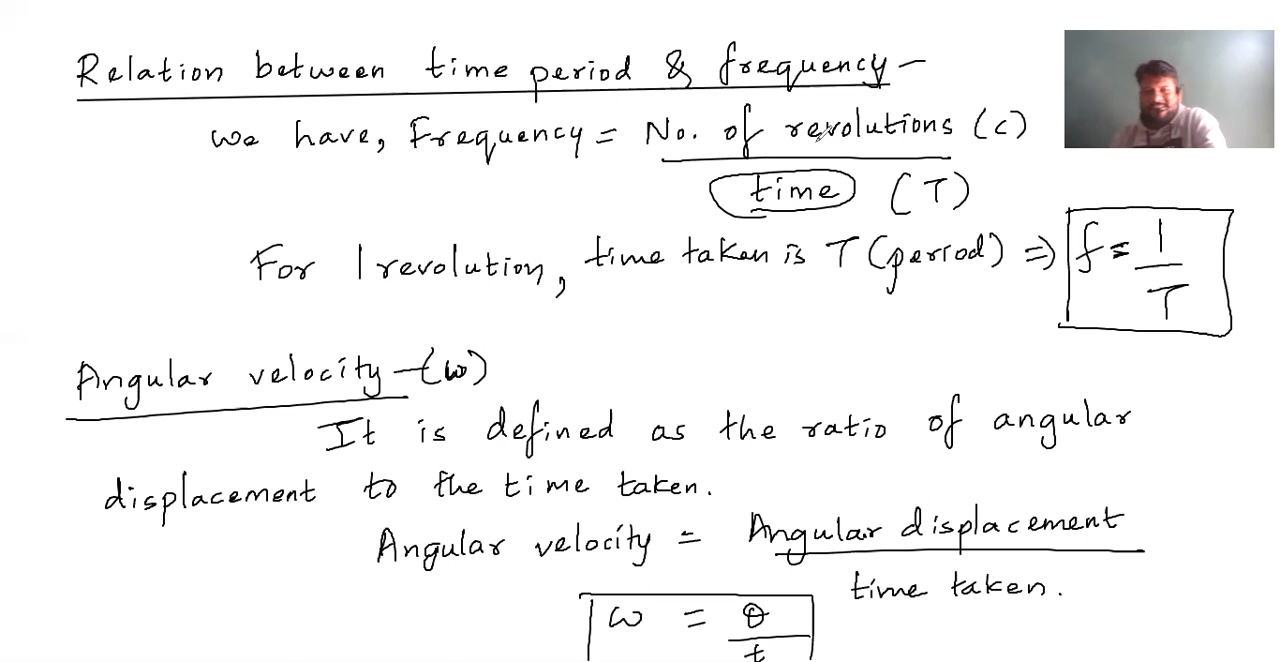 Relation between time period & frequency -
we have, Frequency = No. of revolutions (c)
time (T)
For 1 revolution, time taken is T (period) ⇒ f = 1
T
Angular velocity - (ω)
It is defined as the ratio of angular
displacement to the time taken.
Angular velocity = Angular displacement
time taken.
ω = θ
t